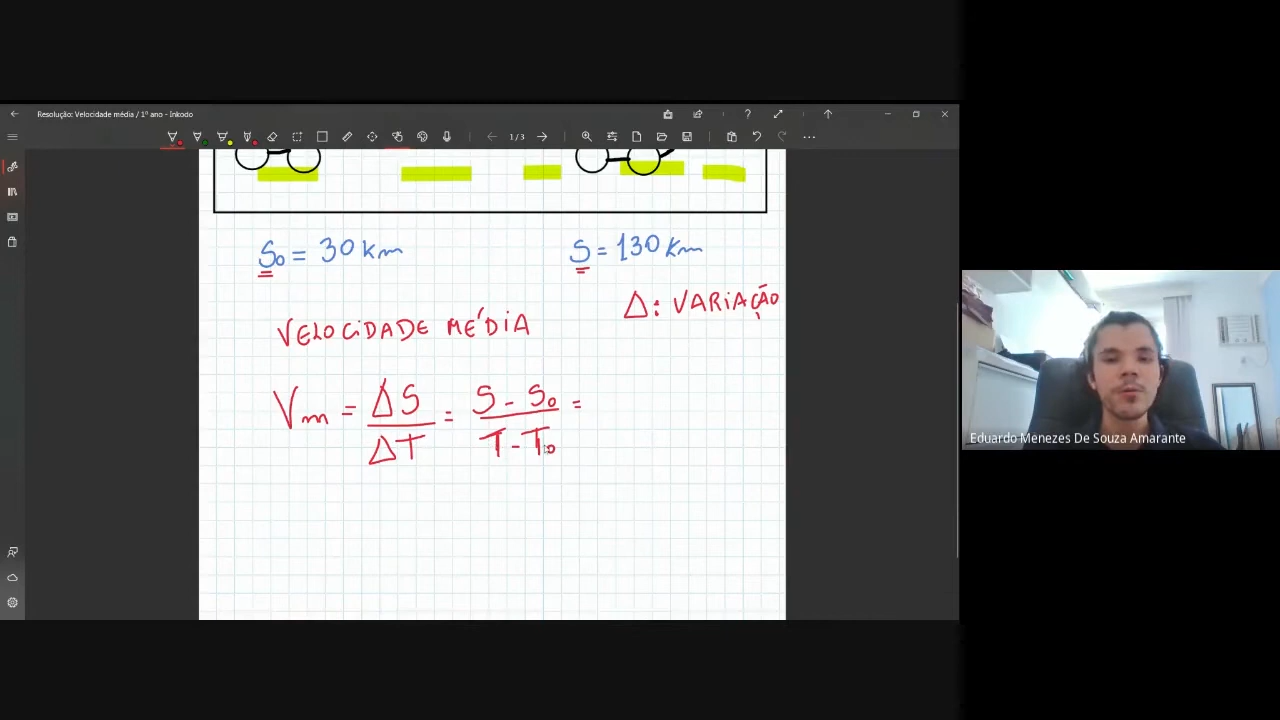 Resolução: Velocidade média / 1º ano - Inkodo
1/3
S₀ = 30 km
S = 130 km
Δ: VARIAÇÃO
VELOCIDADE MÉDIA
Vm = ΔS/ΔT = S - S₀/T - T₀ =
Eduardo Menezes De Souza Amarante